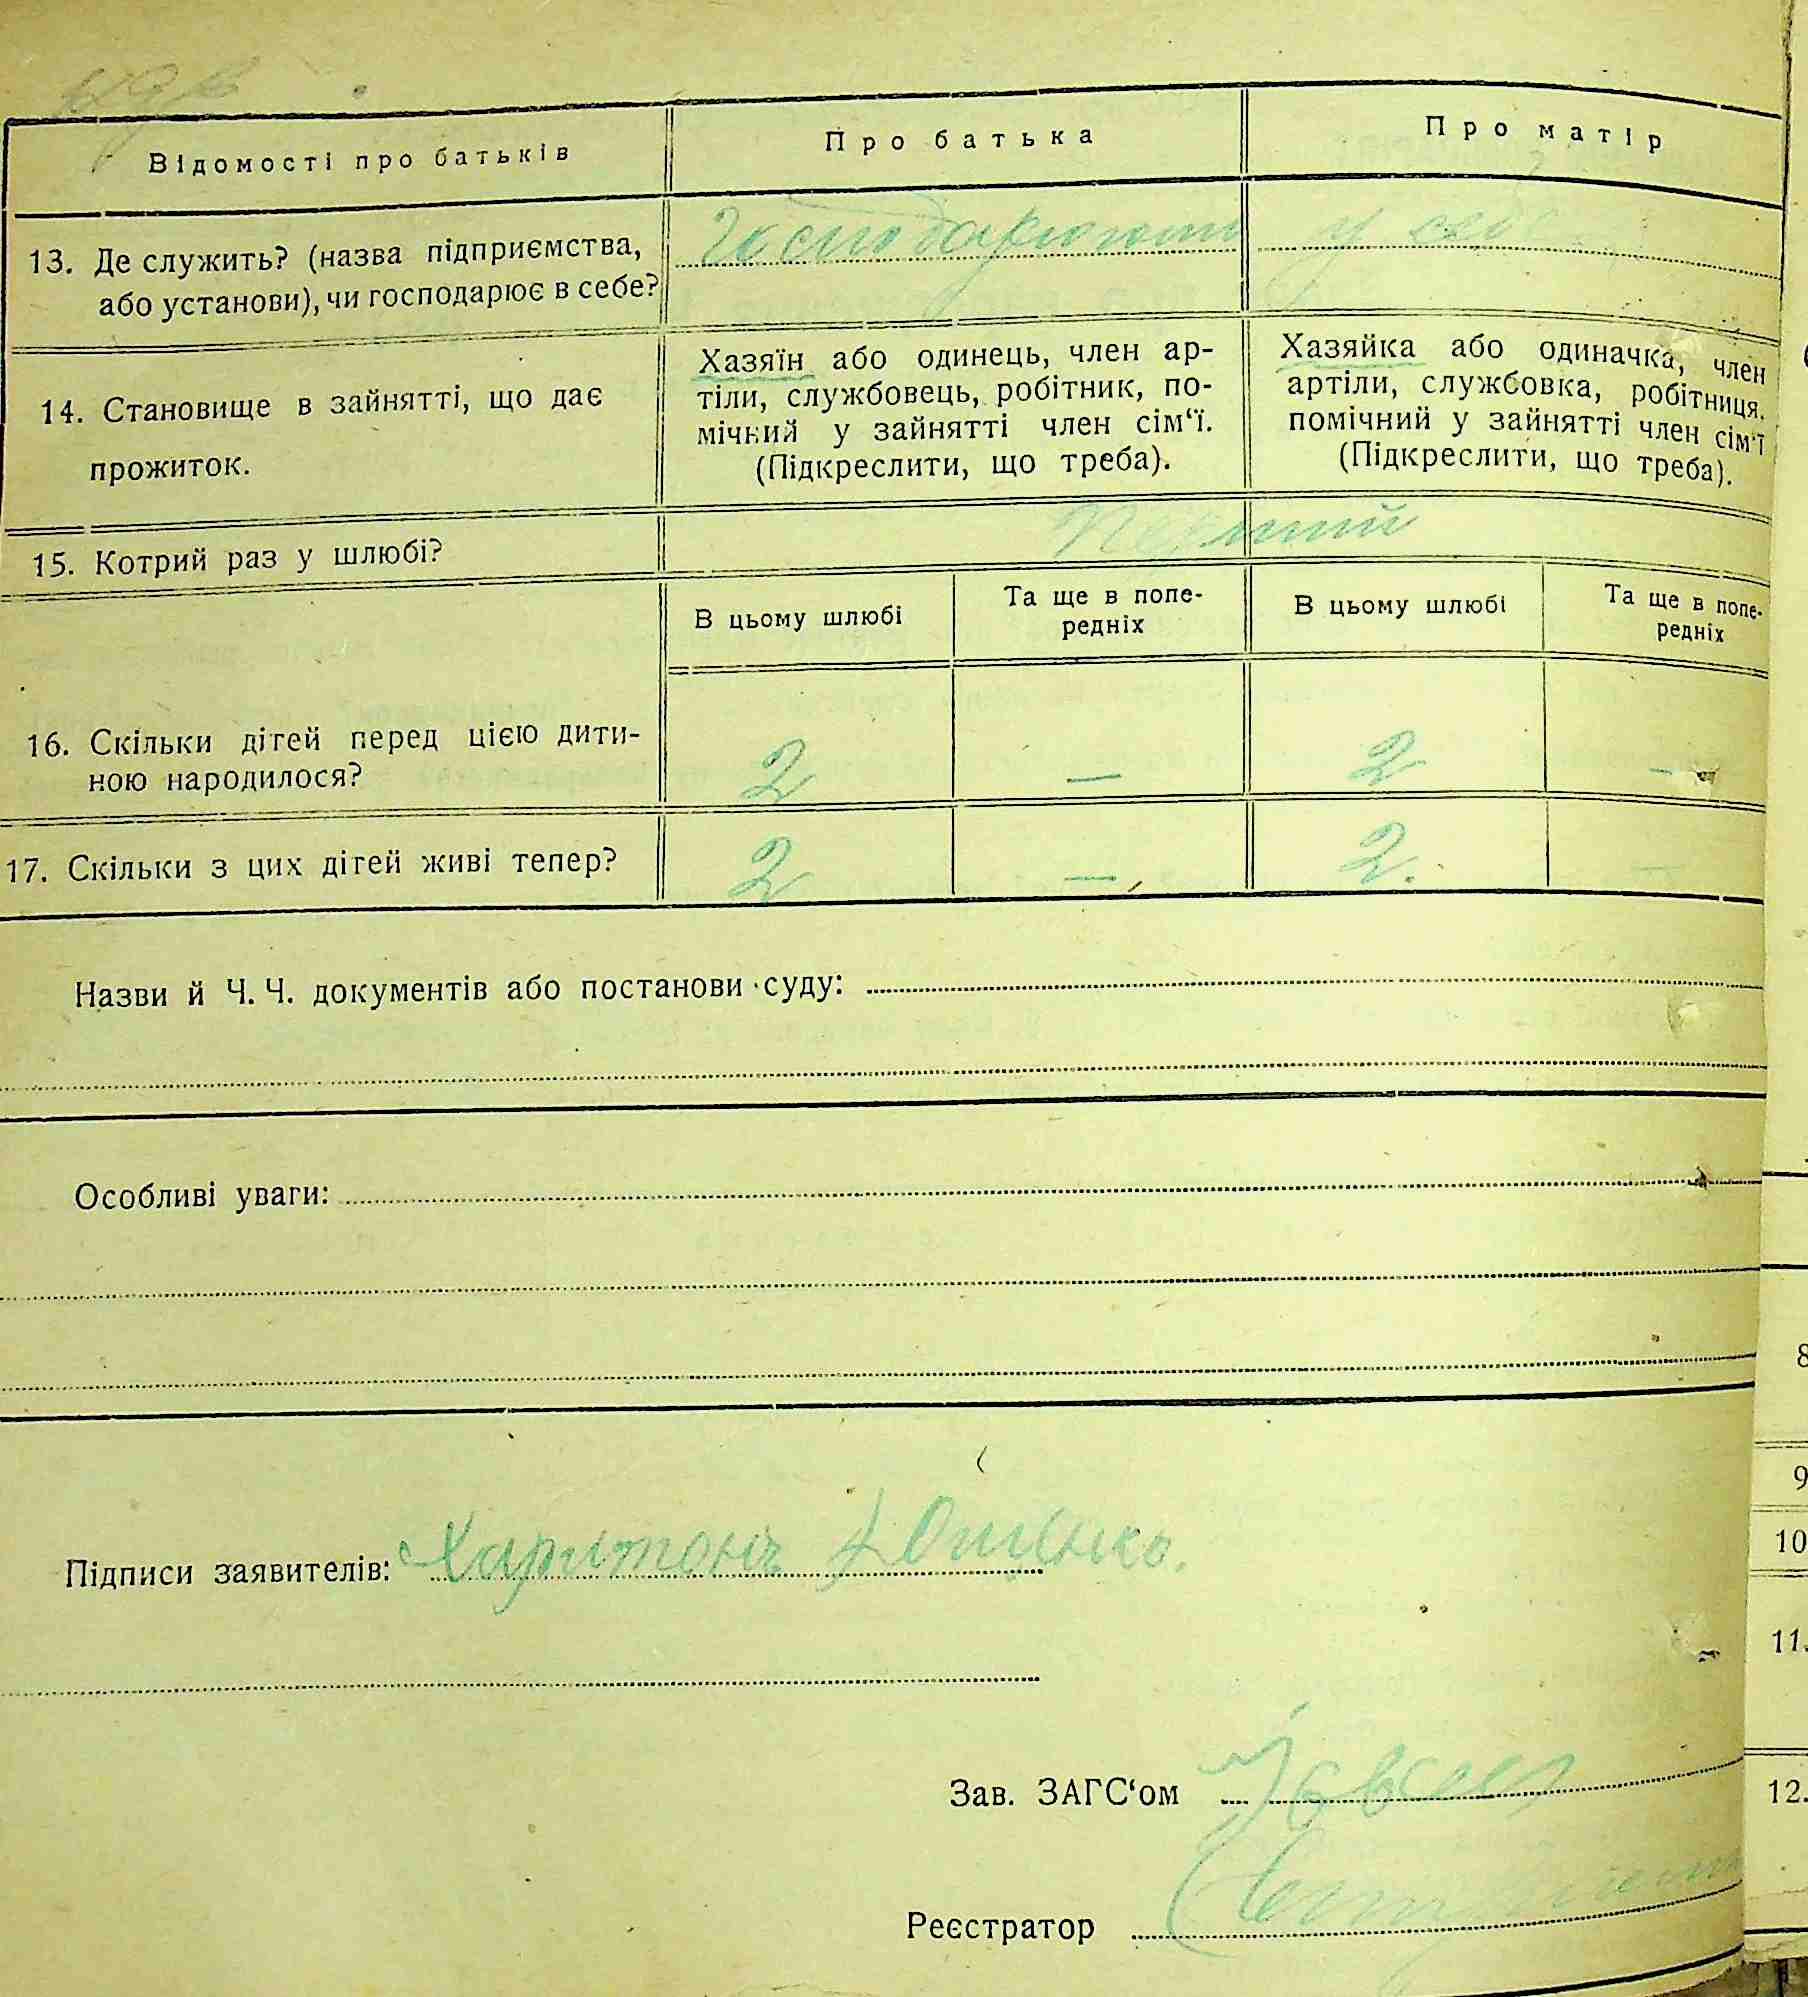 Відомості про батьків
Про батька
Про матір
13. Де служить? (назва підприємства,
або установи), чи господарює в себе?
Господарюють у себе
14. Становище в зайнятті, що дає
прожиток.
Хазяїн або одинець, член ар-
тіли, службовець, робітник, по-
мічний у зайнятті член сім‘ї.
(Підкреслити, що треба).
Хазяйка або одиначка, член
артіли, службовка, робітниця,
помічний у зайнятті член сім‘ї
(Підкреслити, що треба).
15. Котрий раз у шлюбі?
Перший
В цьому шлюбі
Та ще в попе-
редніх
В цьому шлюбі
Та ще в попе-
редніх
16. Скільки дітей перед цією дити-
ною народилося?
2 — 2 —
17. Скільки з цих дітей живі тепер?
2 — 2. —
Назви й Ч. Ч. документів або постанови суду:
Особливі уваги:
Підписи заявителів: Харитонъ Ющенко.
Зав. ЗАГС‘ом
Реєстратор
8
9
10
11.
12.